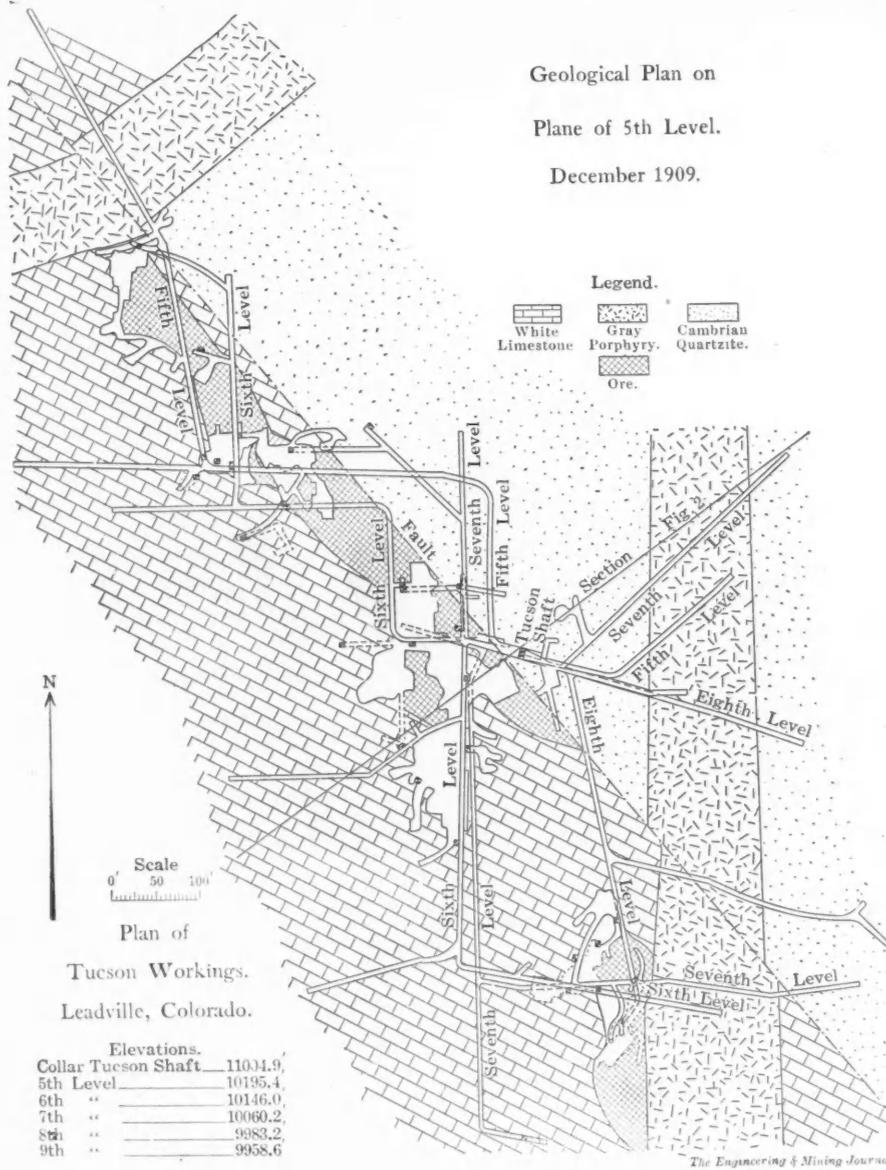 Geological Plan on
Plane of 5th Level.
December 1909.
Legend.
White
Limestone
Gray
Porphyry.
Cambrian
Quartzite.
Ore.
Fifth
Level
Level
Sixth
Level
Seventh
Level
Fifth
Fault
Level
Sixth
Tucson
Shaft
Section
Fig. 2
Seventh
Level
Fifth
Level
Eighth
Level
Eighth
Level
Level
Sixth
Level
Seventh
Seventh
Level
Sixth Level
N
Scale
0' 50 100'
Plan of
Tucson Workings.
Leadville, Colorado.
Elevations.
Collar Tucson Shaft 11034.9,
5th Level 10195.4,
6th “ 10146.0,
7th “ 10060.2,
8th “ 9983.2,
9th “ 9958.6
The Engineering & Mining Journa